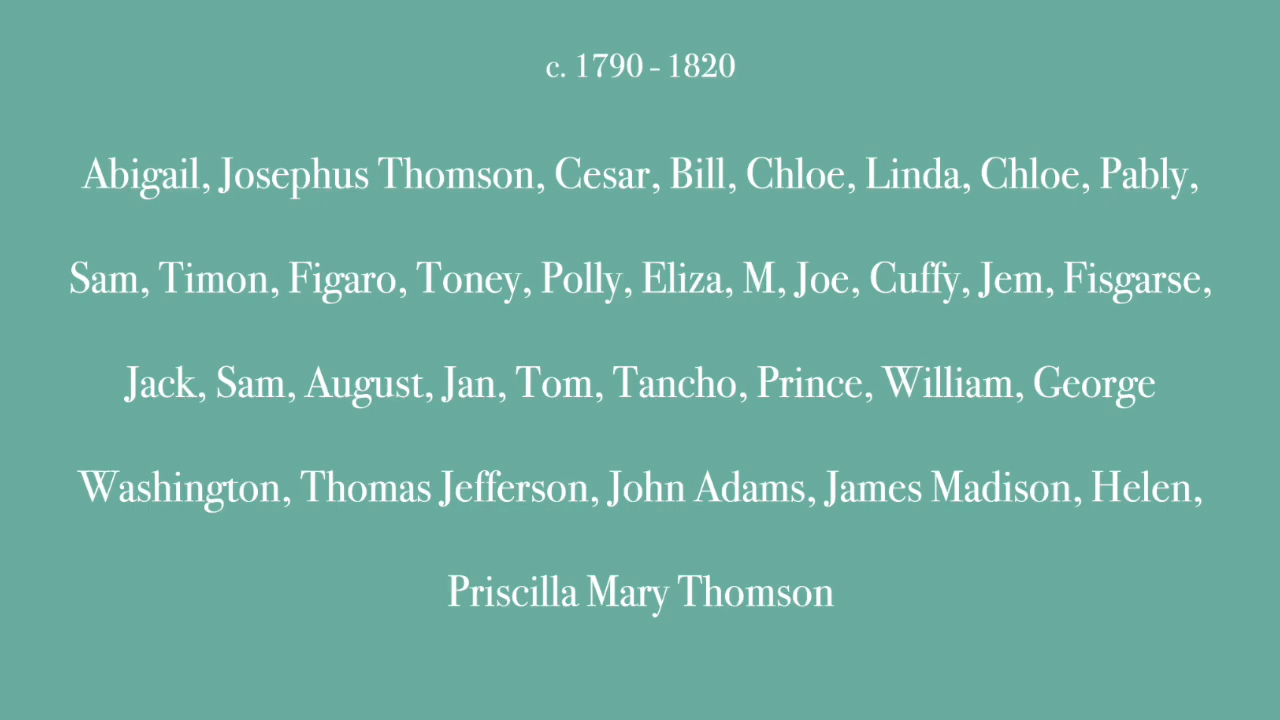 c. 1790 - 1820
Abigail, Josephus Thomson, Cesar, Bill, Chloe, Linda, Chloe, Pably,
Sam, Timon, Figaro, Toney, Polly, Eliza, M, Joe, Cuffy, Jem, Fisgarse,
Jack, Sam, August, Jan, Tom, Tancho, Prince, William, George
Washington, Thomas Jefferson, John Adams, James Madison, Helen,
Priscilla Mary Thomson